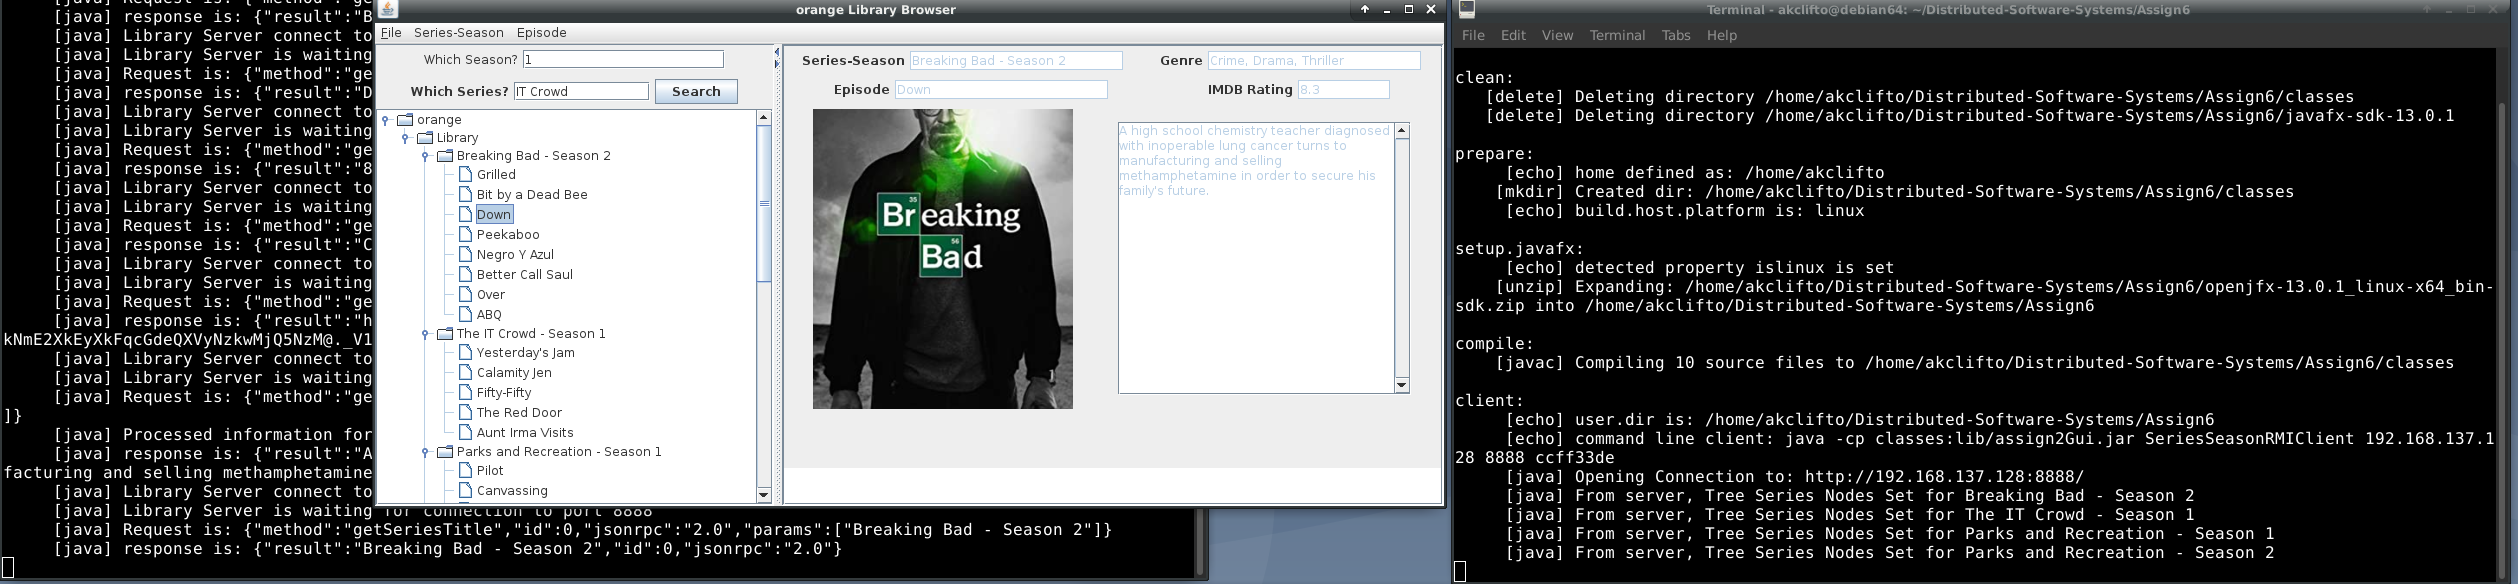 [java] response is: {"result":"B
[java] Library Server connect to
[java] Library Server is waiting
[java] Request is: {"method":"ge
[java] response is: {"result":"D
[java] Library Server connect to
[java] Library Server is waiting
[java] Request is: {"method":"ge
[java] response is: {"result":"8
[java] Library Server connect to
[java] Library Server is waiting
[java] Request is: {"method":"ge
[java] response is: {"result":"C
[java] Library Server connect to
[java] Library Server is waiting
[java] Request is: {"method":"ge
[java] response is: {"result":"h
kNmE2XkEyXkFqcGdeQXVyNzkwMjQ5NzM@._V1
[java] Library Server connect to
[java] Library Server is waiting
[java] Request is: {"method":"ge
]}
[java] Processed information for
[java] response is: {"result":"A
facturing and selling methamphetamine
[java] Library Server connect to
[java] Library Server is waiting for connection to port 8888
[java] Request is: {"method":"getSeriesTitle","id":0,"jsonrpc":"2.0","params":["Breaking Bad - Season 2"]}
[java] response is: {"result":"Breaking Bad - Season 2","id":0,"jsonrpc":"2.0"}
orange Library Browser
File Series-Season Episode
Which Season? 1
Which Series? IT Crowd Search
orange
Library
Breaking Bad - Season 2
Grilled
Bit by a Dead Bee
Down
Peekaboo
Negro Y Azul
Better Call Saul
Over
ABQ
The IT Crowd - Season 1
Yesterday's Jam
Calamity Jen
Fifty-Fifty
The Red Door
Aunt Irma Visits
Parks and Recreation - Season 1
Pilot
Canvassing
Series-Season Breaking Bad - Season 2 Genre Crime, Drama, Thriller
Episode Down IMDB Rating 8.3
35
Breaking
56
Bad
A high school chemistry teacher diagnosed
with inoperable lung cancer turns to
manufacturing and selling
methamphetamine in order to secure his
family's future.
Terminal - akclifto@debian64: ~/Distributed-Software-Systems/Assign6
File Edit View Terminal Tabs Help
clean:
[delete] Deleting directory /home/akclifto/Distributed-Software-Systems/Assign6/classes
[delete] Deleting directory /home/akclifto/Distributed-Software-Systems/Assign6/javafx-sdk-13.0.1
prepare:
[echo] home defined as: /home/akclifto
[mkdir] Created dir: /home/akclifto/Distributed-Software-Systems/Assign6/classes
[echo] build.host.platform is: linux
setup.javafx:
[echo] detected property islinux is set
[unzip] Expanding: /home/akclifto/Distributed-Software-Systems/Assign6/openjfx-13.0.1_linux-x64_bin-
sdk.zip into /home/akclifto/Distributed-Software-Systems/Assign6
compile:
[javac] Compiling 10 source files to /home/akclifto/Distributed-Software-Systems/Assign6/classes
client:
[echo] user.dir is: /home/akclifto/Distributed-Software-Systems/Assign6
[echo] command line client: java -cp classes:lib/assign2Gui.jar SeriesSeasonRMIClient 192.168.137.1
28 8888 ccff33de
[java] Opening Connection to: http://192.168.137.128:8888/
[java] From server, Tree Series Nodes Set for Breaking Bad - Season 2
[java] From server, Tree Series Nodes Set for The IT Crowd - Season 1
[java] From server, Tree Series Nodes Set for Parks and Recreation - Season 1
[java] From server, Tree Series Nodes Set for Parks and Recreation - Season 2